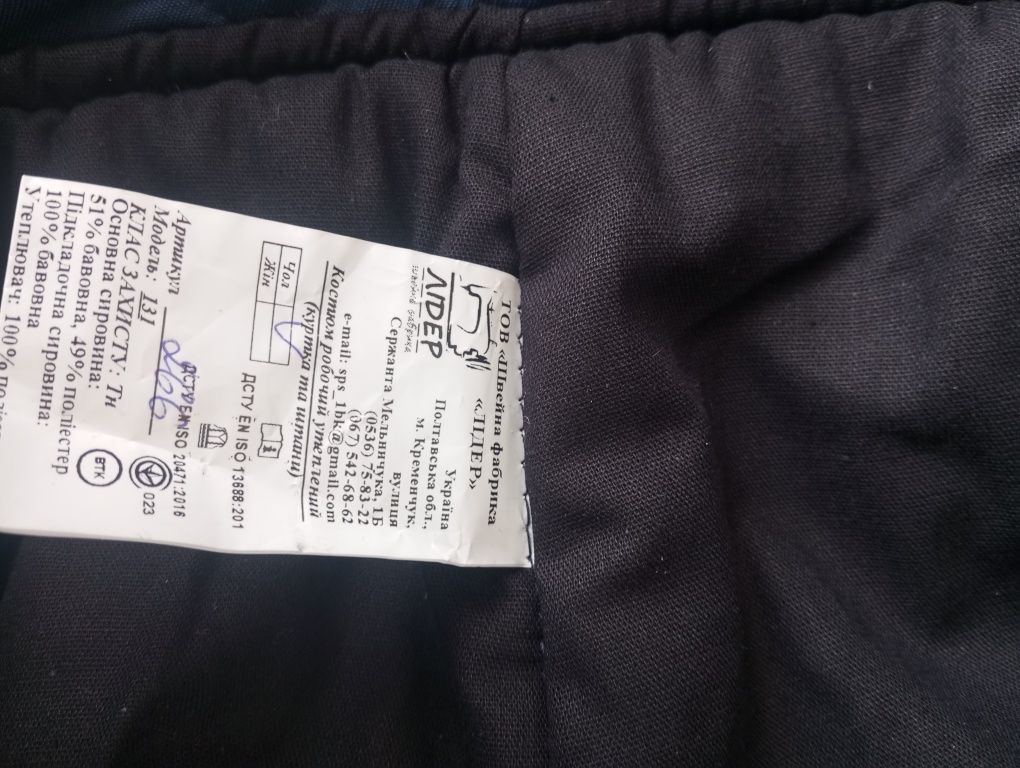 ТОВ «Швейна фабрика
«ЛІДЕР»
ЛІДЕР
швейна фабрика
Україна
Полтавська обл.,
м. Кременчук.
вулиця
Сержанта Мельничука, 1Б
(0536) 75-83-22
(067) 542-68-62
e-mail: sps_1bk@gmail.com
Костюм робочий утеплений
(куртка та штани)
Чол
Жін
ДСТУ EN ISO 13688:201
ДСТУ EN ISO 20471:2016
Артикул 266
Модель: 131
КЛАС ЗАХИСТУ: Тн
Основна сировина:
51% бавовна, 49% поліестер
Підкладочна сировина:
100% бавовна
Утеплювач: 100%
023
ВТК